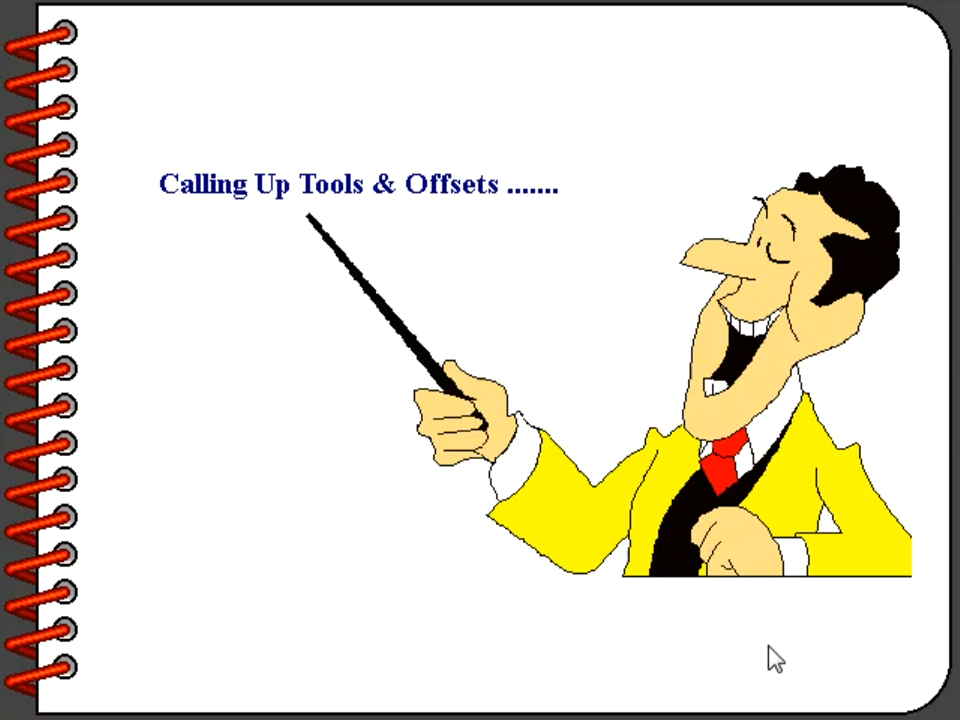 Calling Up Tools & Offsets .......